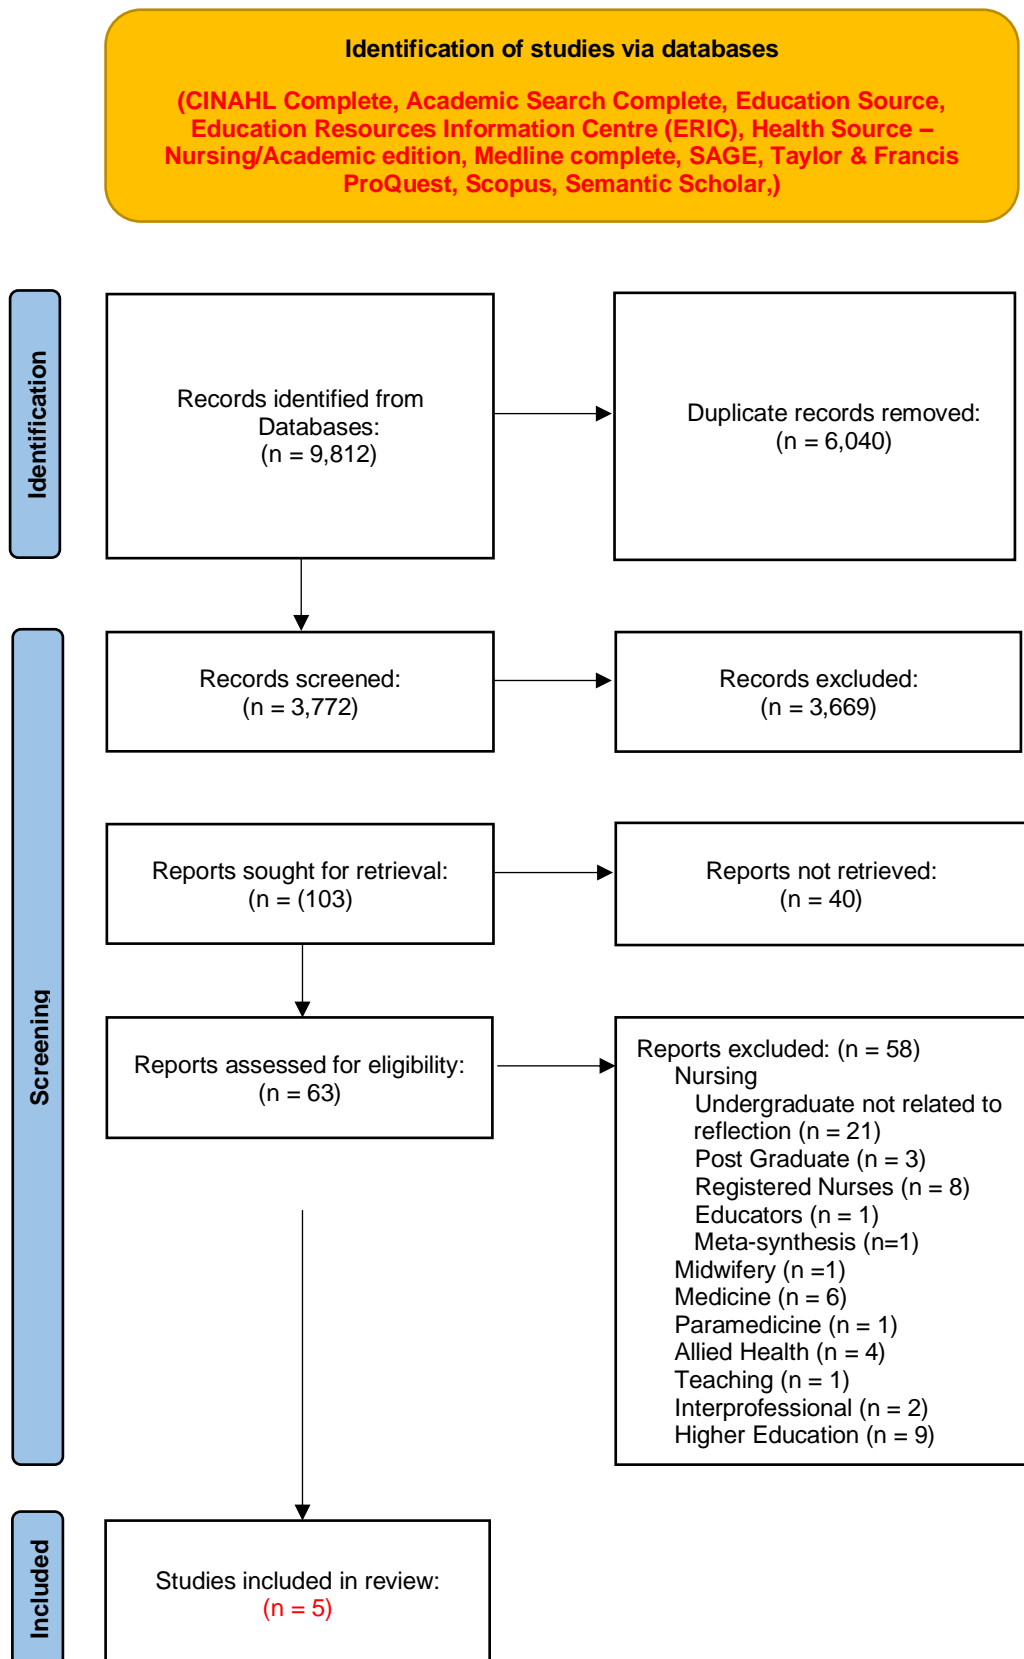 Identification of studies via databases
(CINAHL Complete, Academic Search Complete, Education Source,
Education Resources Information Centre (ERIC), Health Source –
Nursing/Academic edition, Medline complete, SAGE, Taylor & Francis
ProQuest, Scopus, Semantic Scholar,)
Identification
Records identified from
Databases:
(n = 9,812)
Duplicate records removed:
(n = 6,040)
Screening
Records screened:
(n = 3,772)
Records excluded:
(n = 3,669)
Reports sought for retrieval:
(n = (103)
Reports not retrieved:
(n = 40)
Reports assessed for eligibility:
(n = 63)
Reports excluded: (n = 58)
Nursing
Undergraduate not related to
reflection (n = 21)
Post Graduate (n = 3)
Registered Nurses (n = 8)
Educators (n = 1)
Meta-synthesis (n=1)
Midwifery (n =1)
Medicine (n = 6)
Paramedicine (n = 1)
Allied Health (n = 4)
Teaching (n = 1)
Interprofessional (n = 2)
Higher Education (n = 9)
Included
Studies included in review:
(n = 5)